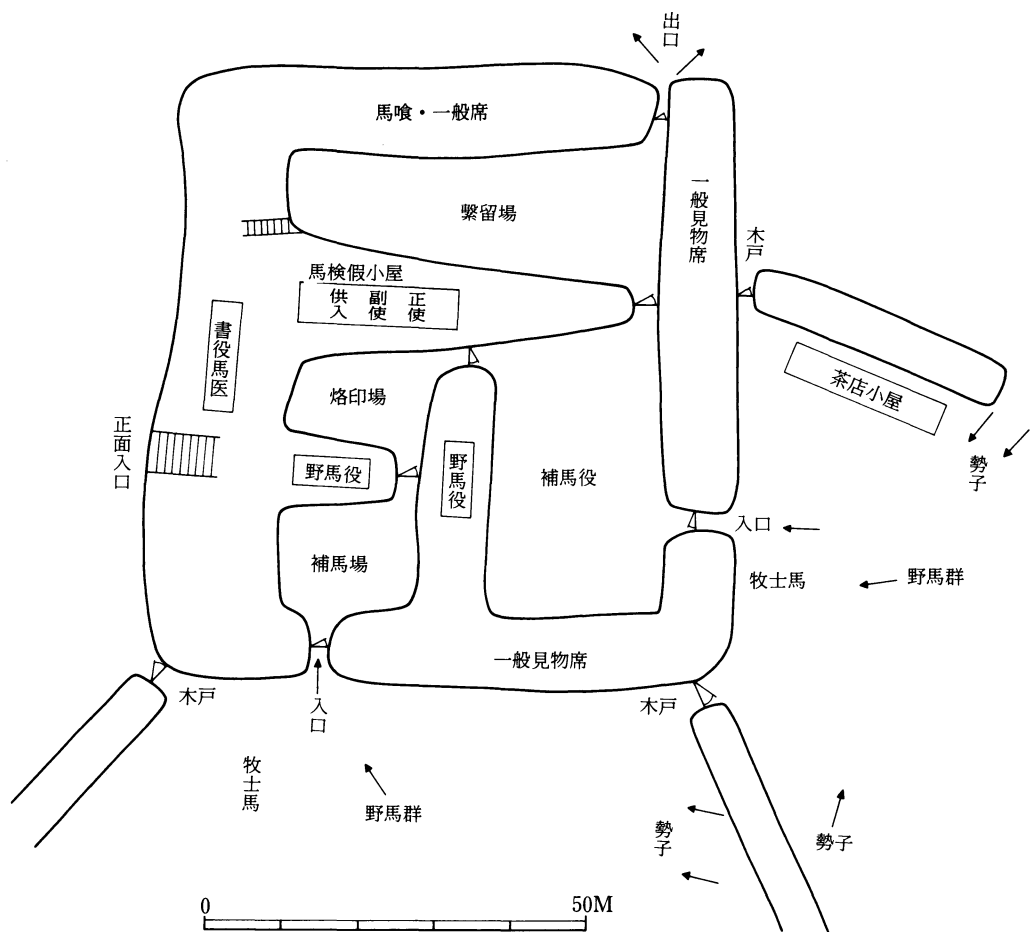 出口
馬喰・一般席
繋留場
一般見物席
木戸
馬検假小屋
正使
副使
供入
書役馬医
茶店小屋
烙印場
正面入口
野馬役
野馬役
補馬役
勢子
入口
補馬場
牧士馬
野馬群
一般見物席
木戸
木戸
入口
牧士馬
野馬群
勢子
勢子
0
50M